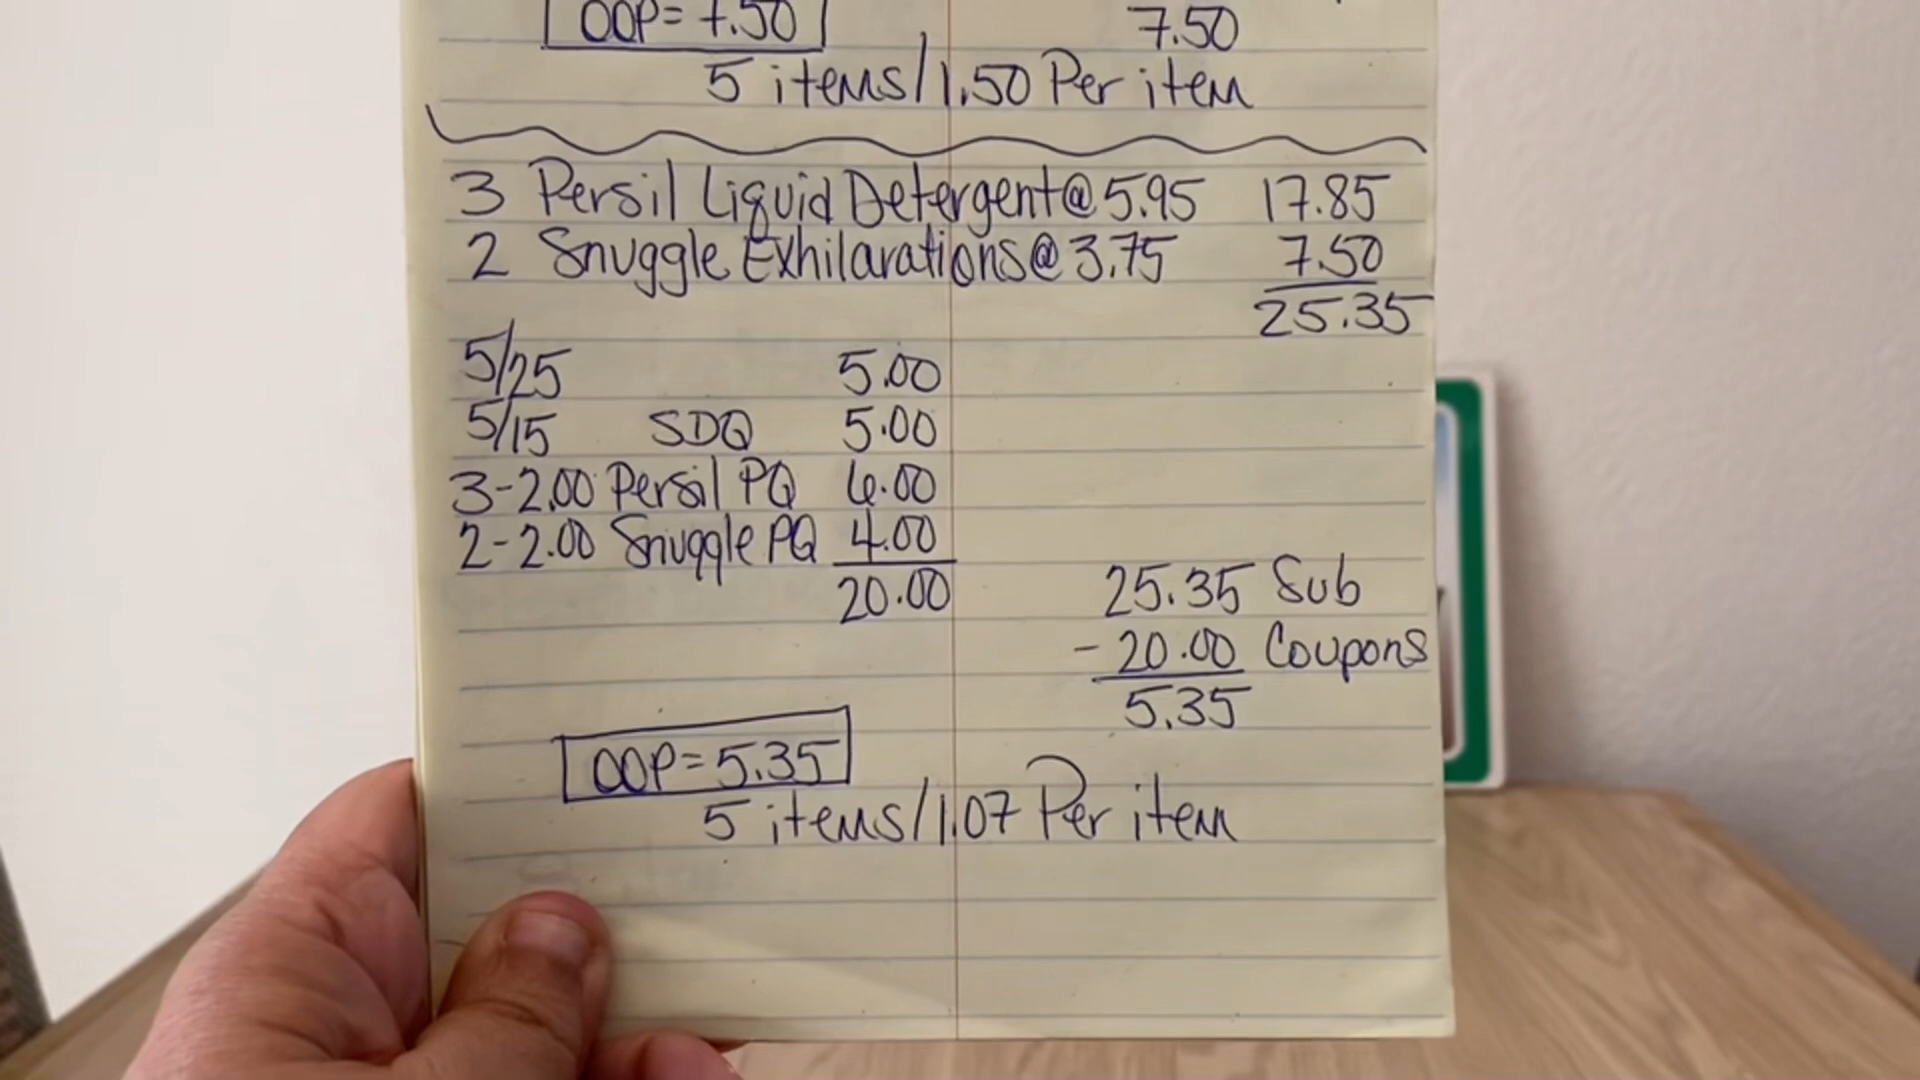 OOP= 7.50
7.50
5 items/1.50 Per item
3 Persil Liquid Detergent@5.95 17.85
2 Snuggle Exhilarations@3.75 7.50
25.35
5/25 5.00
5/15 SDQ 5.00
3-2.00 Persil PQ 6.00
2-2.00 Snuggle PQ 4.00
20.00
25.35 Sub
- 20.00 Coupons
5.35
OOP=5.35
5 items/1.07 Per item